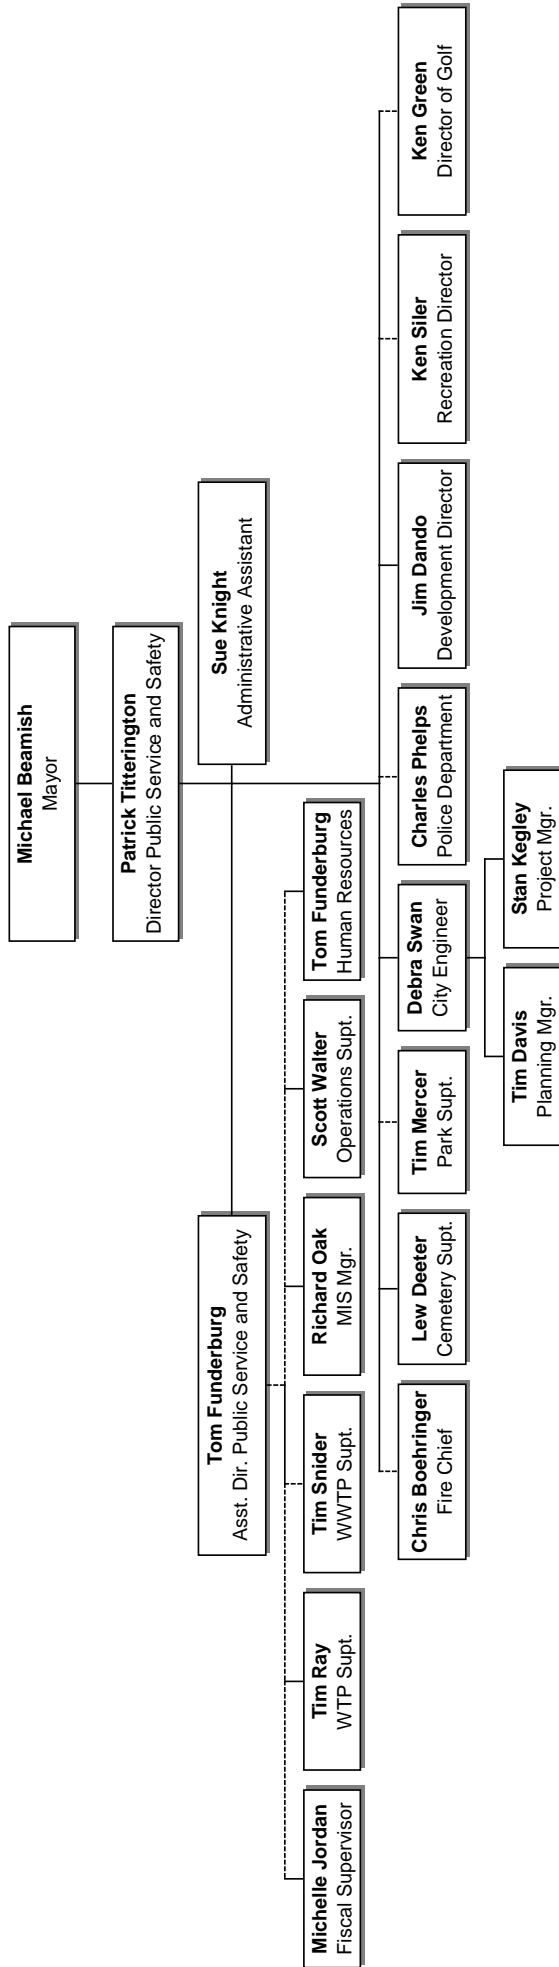 Michael Beamish
Mayor
Patrick Titterington
Director Public Service and Safety
Tom Funderburg
Asst. Dir. Public Service and Safety
Sue Knight
Administrative Assistant
Michelle Jordan
Fiscal Supervisor
Tim Ray
WTP Supt.
Tim Snider
WWTP Supt.
Richard Oak
MIS Mgr.
Scott Walter
Operations Supt.
Tom Funderburg
Human Resources
Chris Boehringer
Fire Chief
Lew Deeter
Cemetery Supt.
Tim Mercer
Park Supt.
Debra Swan
City Engineer
Charles Phelps
Police Department
Jim Dando
Development Director
Ken Siler
Recreation Director
Ken Green
Director of Golf
Tim Davis
Planning Mgr.
Stan Kegley
Project Mgr.